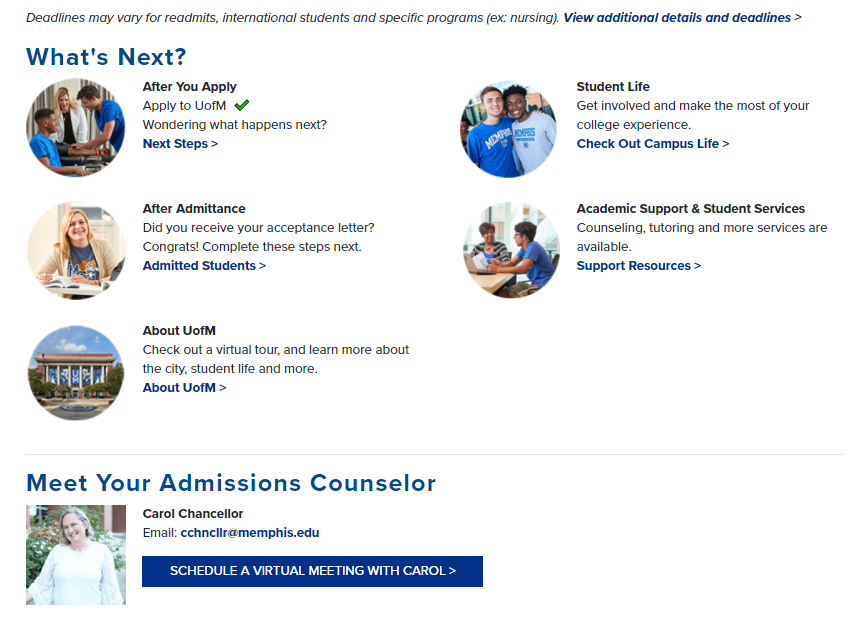 Deadlines may vary for readmits, international students and specific programs (ex: nursing). View additional details and deadlines >
What's Next?
After You Apply
Apply to UofM
Wondering what happens next?
Next Steps >
Student Life
Get involved and make the most of your
college experience.
Check Out Campus Life >
MEMPHIS
MEMPHIS
After Admittance
Did you receive your acceptance letter?
Congrats! Complete these steps next.
Admitted Students >
Academic Support & Student Services
Counseling, tutoring and more services are
available.
Support Resources >
About UofM
Check out a virtual tour, and learn more about
the city, student life and more.
About UofM >
Meet Your Admissions Counselor
Carol Chancellor
Email: cchncllr@memphis.edu
SCHEDULE A VIRTUAL MEETING WITH CAROL >